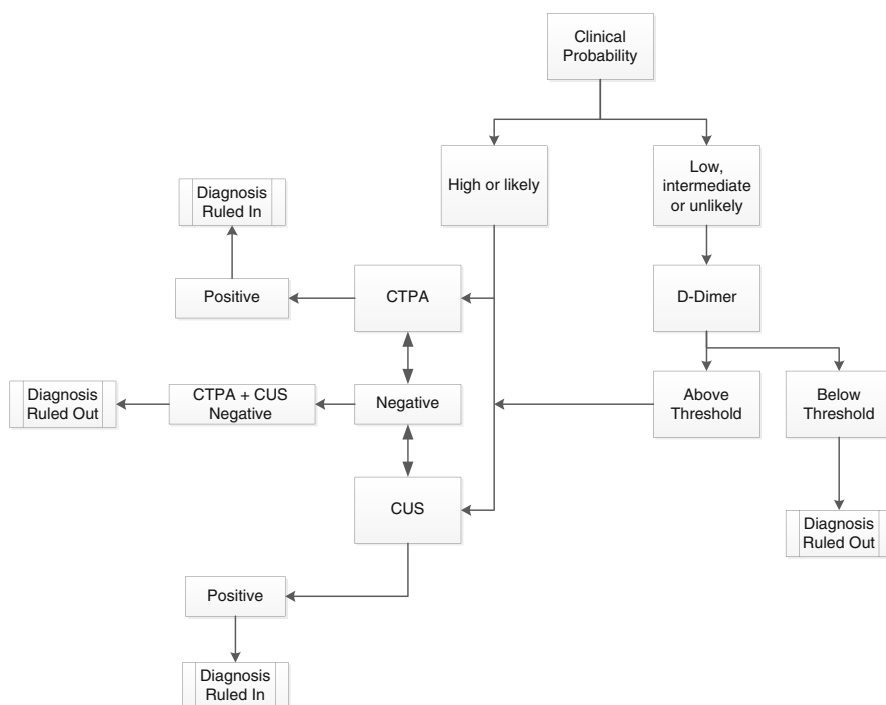 Clinical
Probability
High or likely
Low,
intermediate
or unlikely
Diagnosis
Ruled In
Positive
CTPA
D-Dimer
Diagnosis
Ruled Out
CTPA + CUS
Negative
Negative
Above
Threshold
Below
Threshold
CUS
Diagnosis
Ruled Out
Positive
Diagnosis
Ruled In